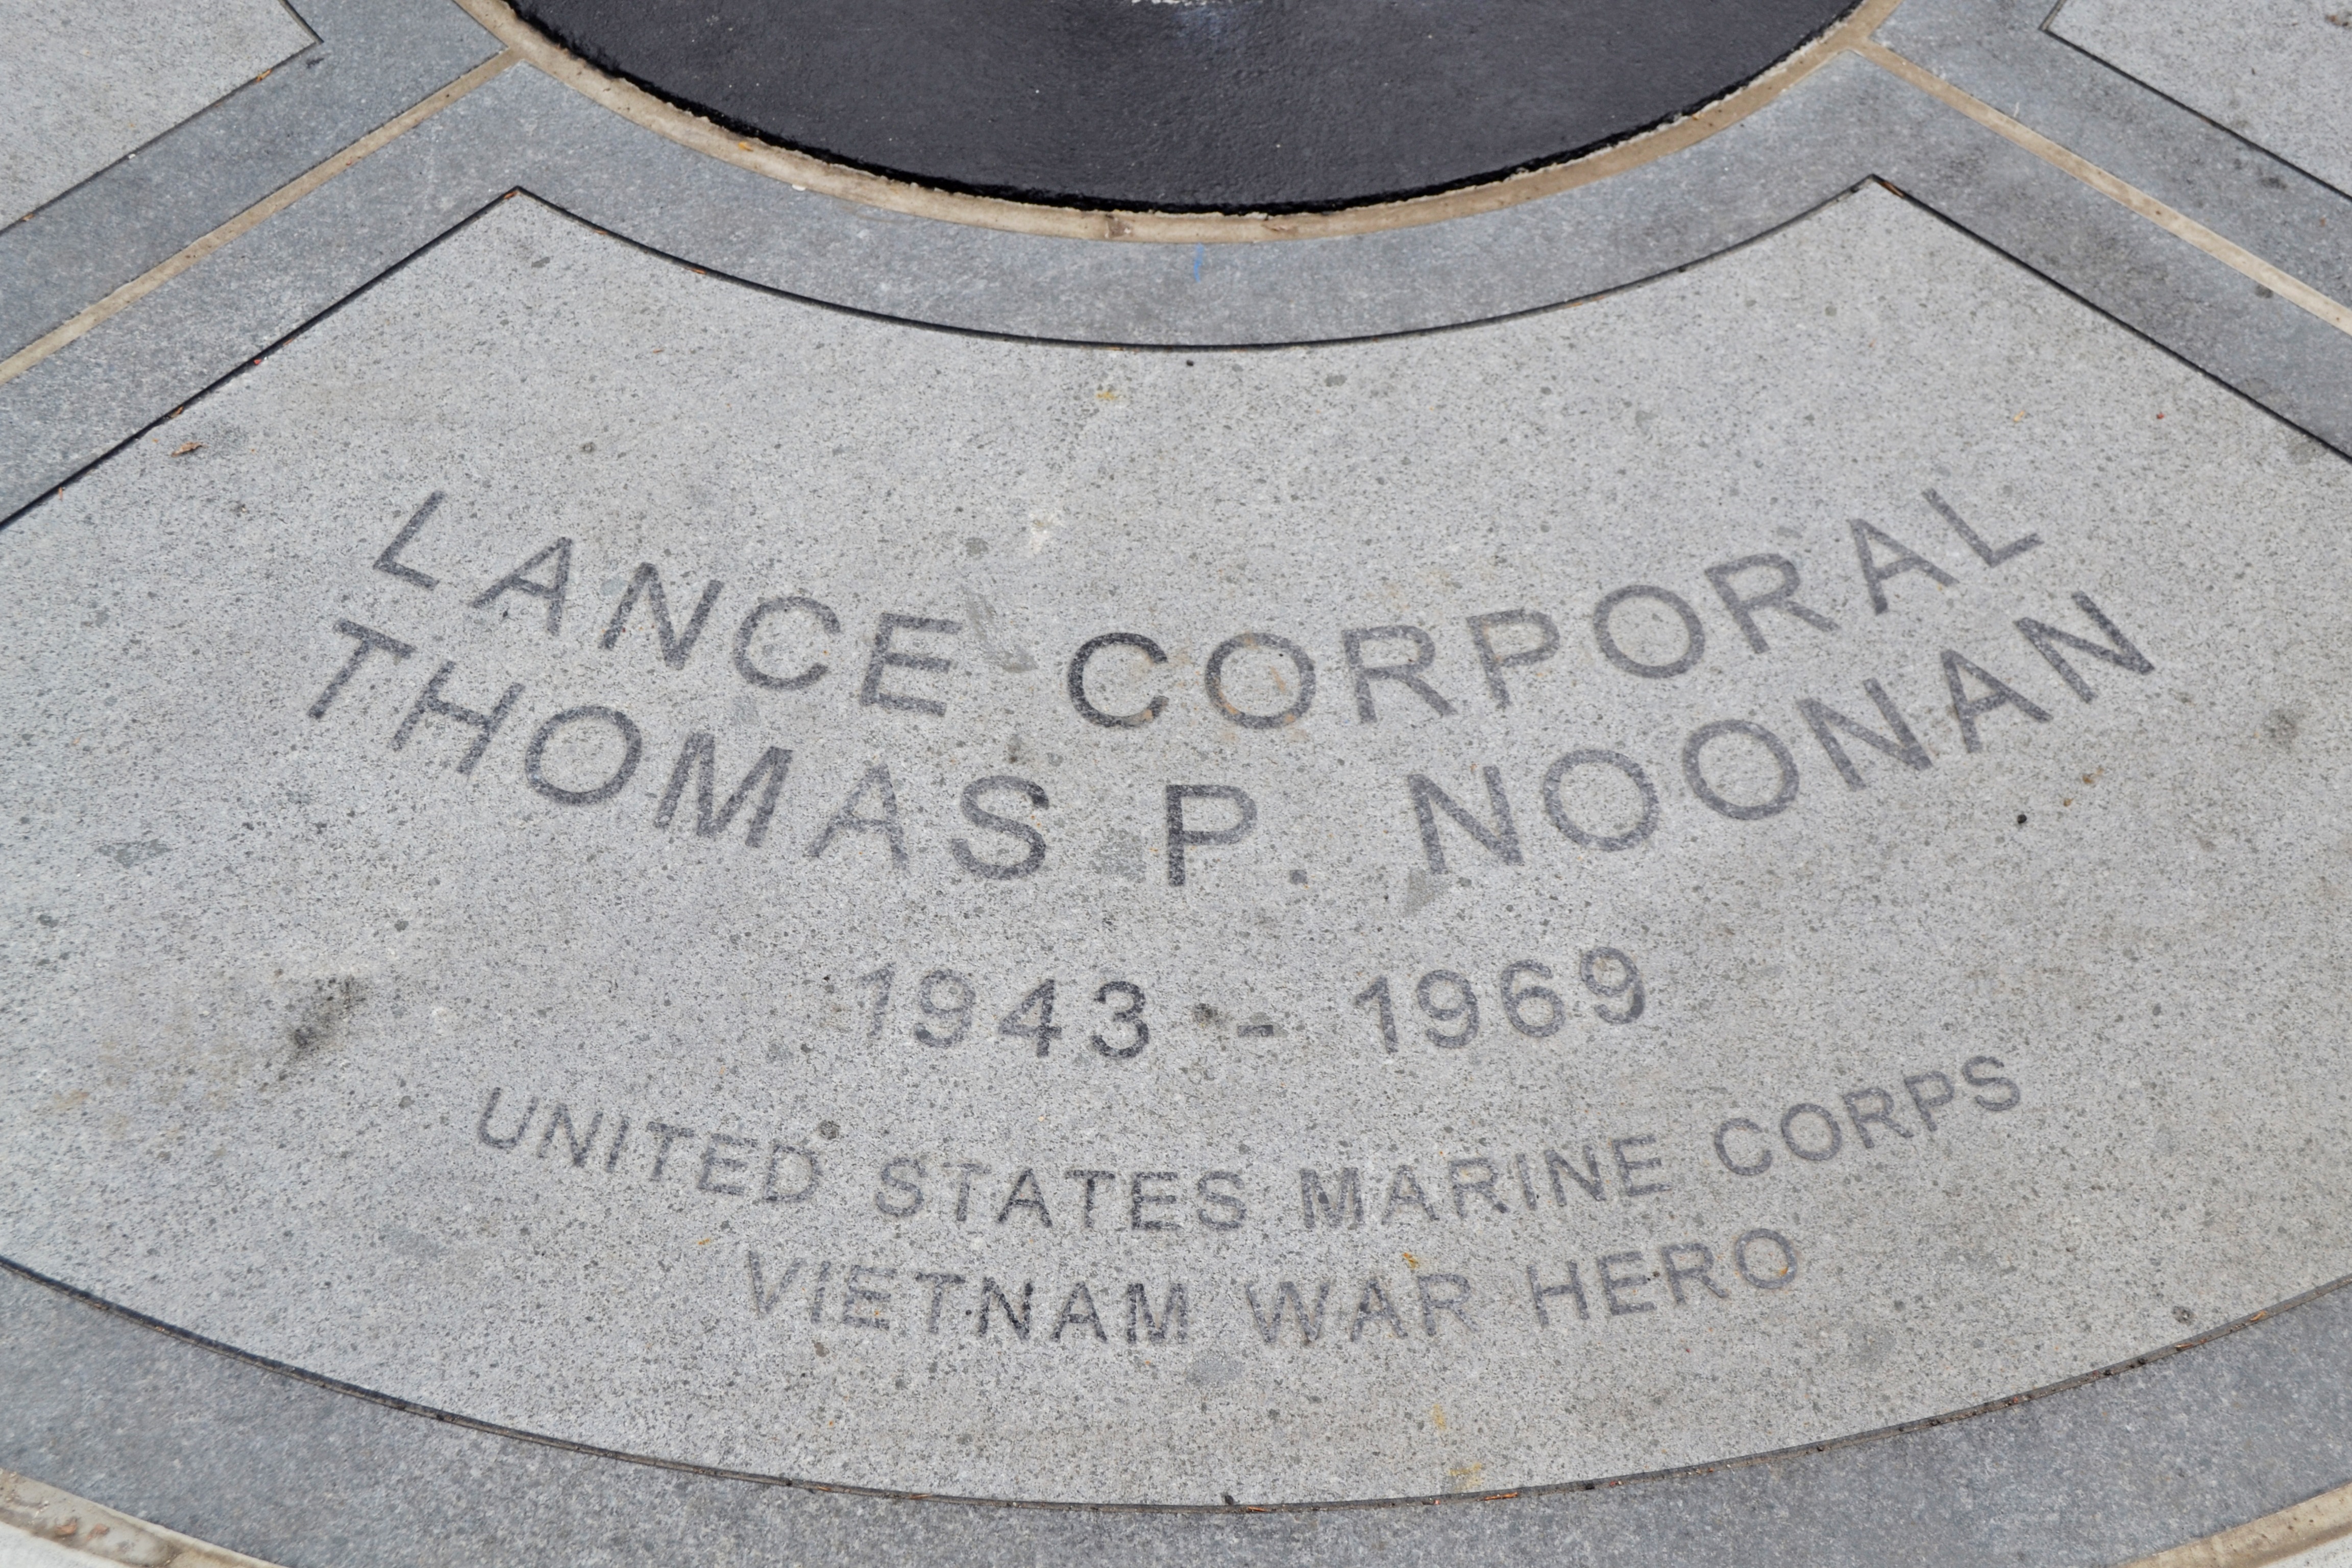 LANCE CORPORAL
THOMAS P. NOONAN
1943 - 1969
UNITED STATES MARINE CORPS
VIETNAM WAR HERO